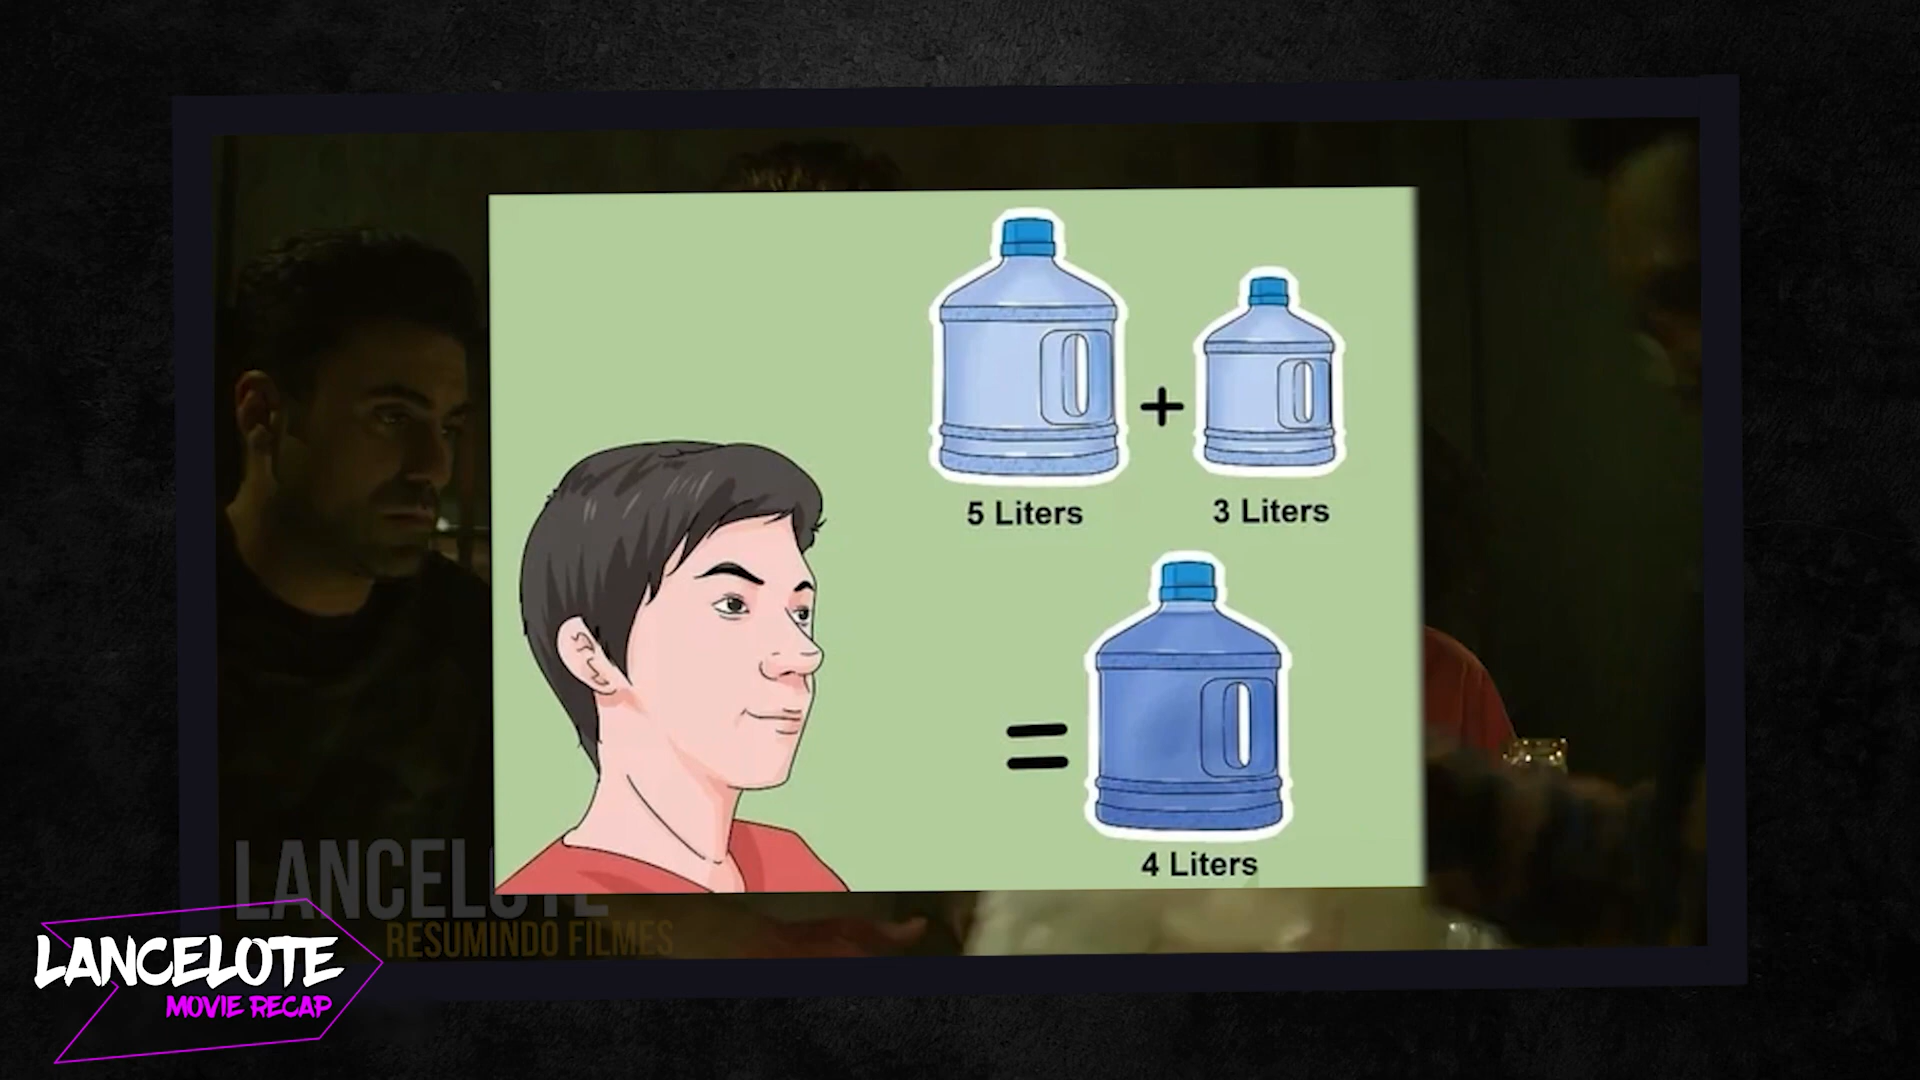 5 Liters
+
3 Liters
=
4 Liters
LANCELOTE
RESUMINDO FILMES
LANCELOTE
MOVIE RECAP